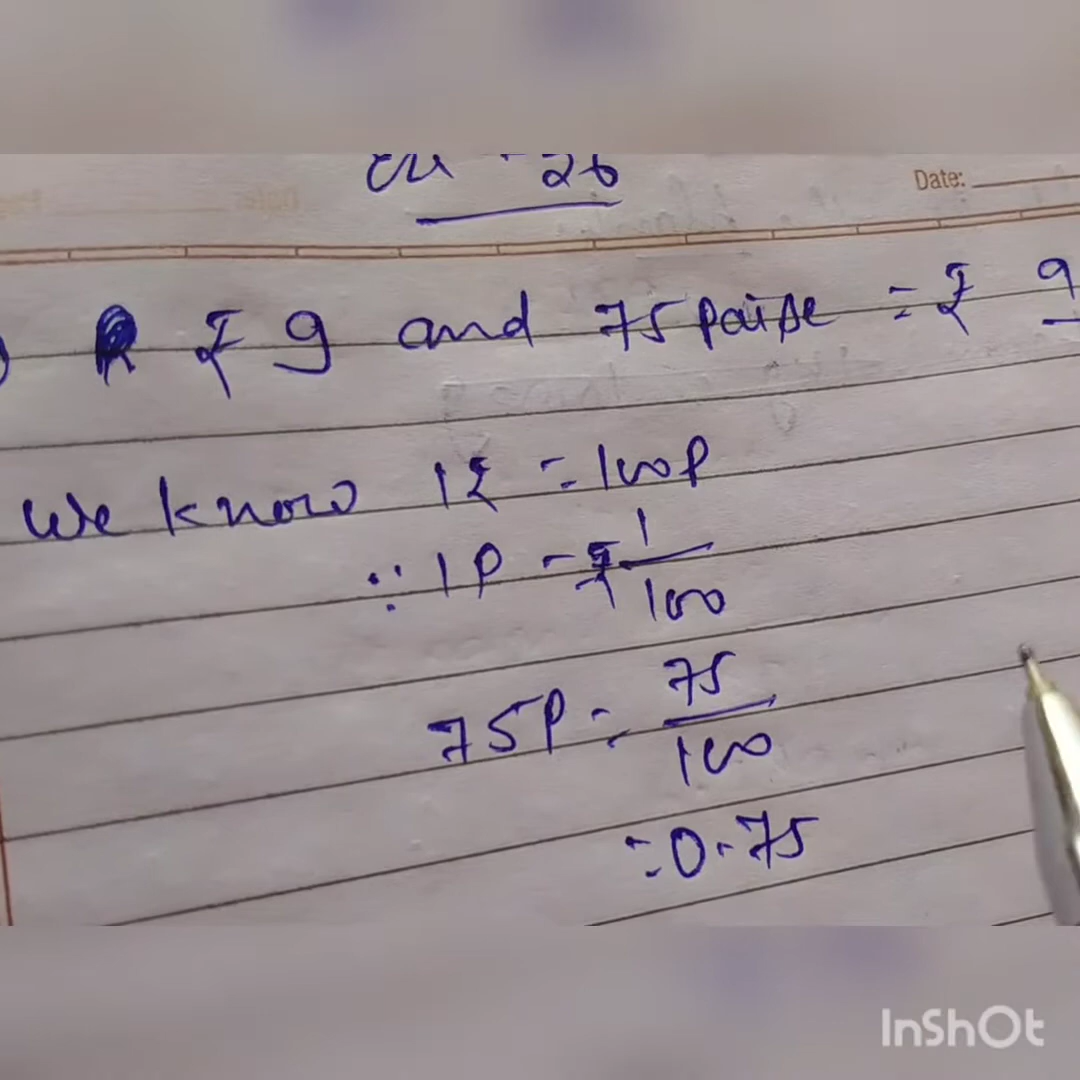 26
Date:
₹ 9 and 75 paise = ₹ 9
We know 1₹ = 100P
∵ 1P = ₹ 1/100
75P = 75/100
= 0.75
InShOt